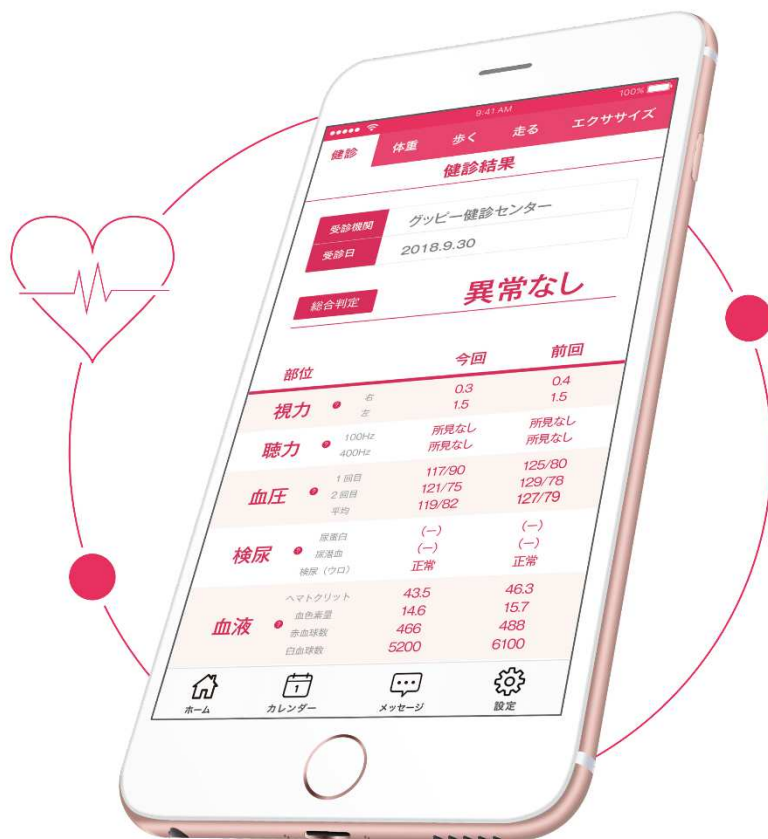 9:41 AM 100%
健診 体重 歩く 走る エクササイズ
健診結果
受診機関 グッピー健診センター
受診日 2018.9.30
総合判定 異常なし
部位 今回 前回
視力 ? 右 0.3 0.4
左 1.5 1.5
聴力 ? 100Hz 所見なし 所見なし
400Hz 所見なし 所見なし
血圧 ? 1回目 117/90 125/80
2回目 121/75 129/78
平均 119/82 127/79
検尿 ? 尿蛋白 (ー) (ー)
尿潜血 (ー) (ー)
検尿（ウロ） 正常 正常
血液 ? ヘマトクリット 43.5 46.3
血色素量 14.6 15.7
赤血球数 466 488
白血球数 5200 6100
1
ホーム カレンダー メッセージ 設定